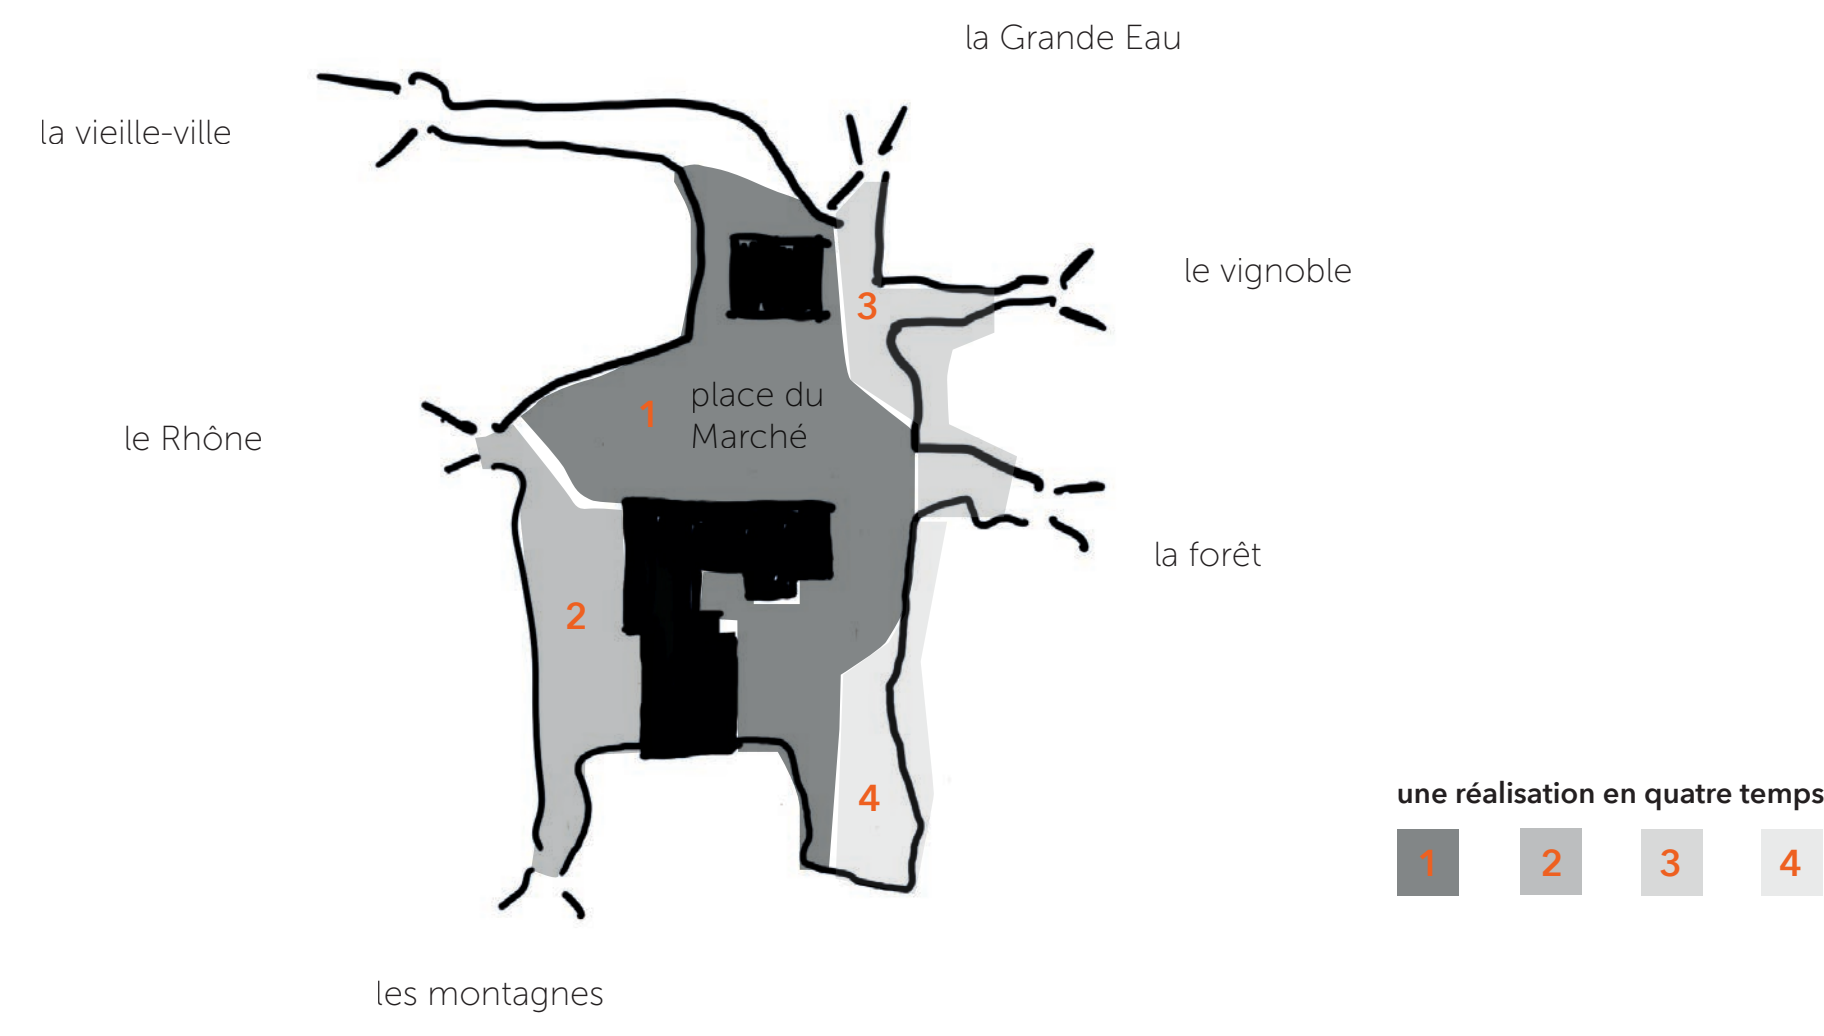 la Grande Eau
la vieille-ville
le vignoble
3
1
place du
Marché
le Rhône
la forêt
2
4
une réalisation en quatre temps
1 2 3 4
les montagnes